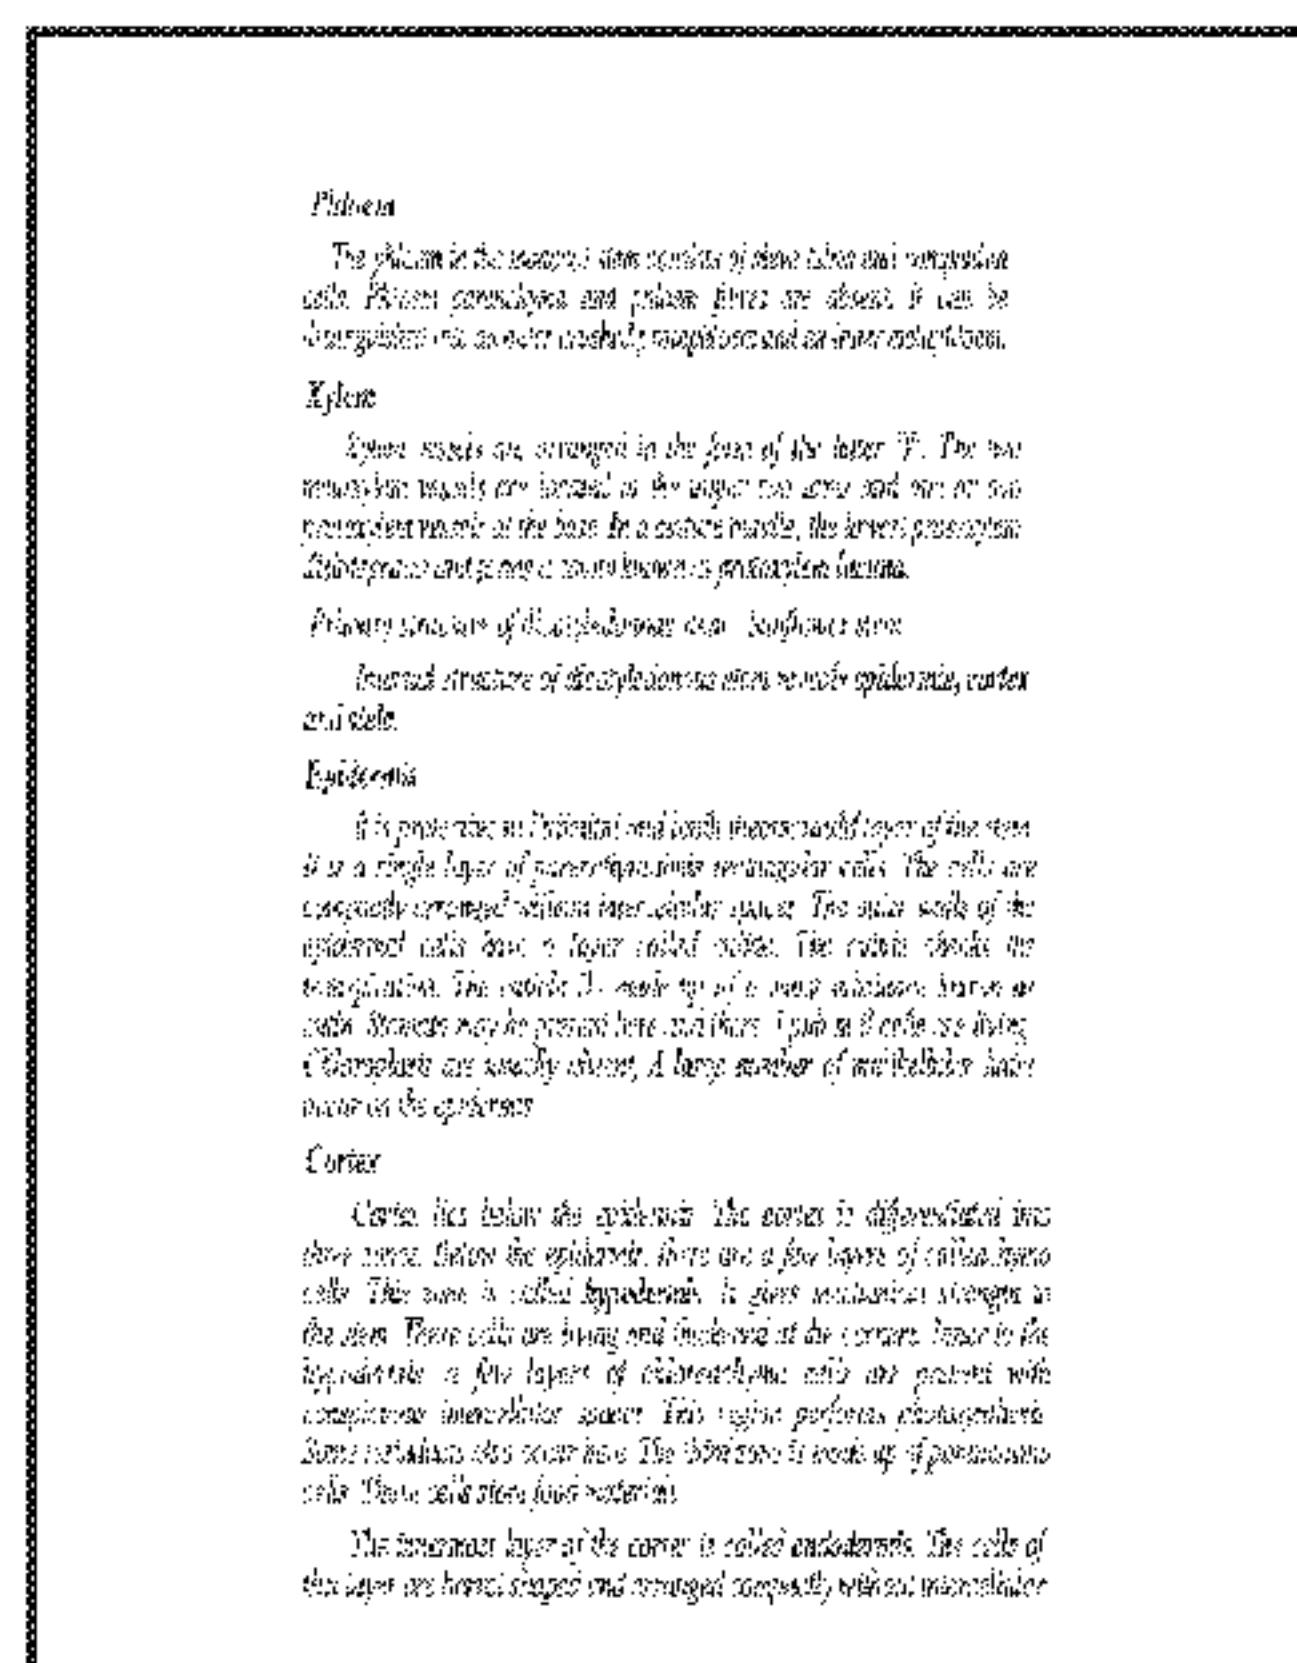 Phloem
The phloem in the monocot stem consists of sieve tubes and companion
cells. Phloem parenchyma and phloem fibres are absent. It can be
distinguished into an outer crushed protophloem and an inner metaphloem.
Xylem
Xylem vessels are arranged in the form of the letter 'Y'. The two
metaxylem vessels are located at the upper two arms and one or two
protoxylem vessels at the base. In a mature bundle, the lowest protoxylem
disintegrates and forms a cavity known as protoxylem lacuna.
Primary structure of Dicotyledonous stem - Sunflower stem
Internal structure of dicotyledonous stem reveals epidermis, cortex
and stele.
Epidermis
It is protective in function and forms the outermost layer of the stem.
It is a single layer of parenchymatous rectangular cells. The cells are
compactly arranged without intercellular spaces. The outer walls of the
epidermal cells have a layer called cuticle. The cuticle checks the
transpiration. The cuticle is made up of a waxy substance known as
cutin. Stomata may be present here and there. Epidermal cells are living.
Chloroplasts are usually absent. A large number of multicellular hairs
occur on the epidermis.
Cortex
Cortex lies below the epidermis. The cortex is differentiated into
three zones. Below the epidermis, there are a few layers of collenchyma
cells. This zone is called hypodermis. It gives mechanical strength to
the stem. These cells are living and thickened at the corners. Inner to the
hypodermis, a few layers of chlorenchyma cells are present with
conspicuous intercellular spaces. This region performs photosynthesis.
Some also occur here. The third zone is made up of parenchyma
cells. These cells store food materials.
The innermost layer of the cortex is called endodermis. The cells of
this layer are barrel shaped and arranged compactly without intercellular